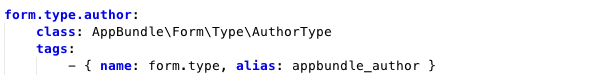 form.type.author:
    class: AppBundle\Form\Type\AuthorType
    tags:
        - { name: form.type, alias: appbundle_author }